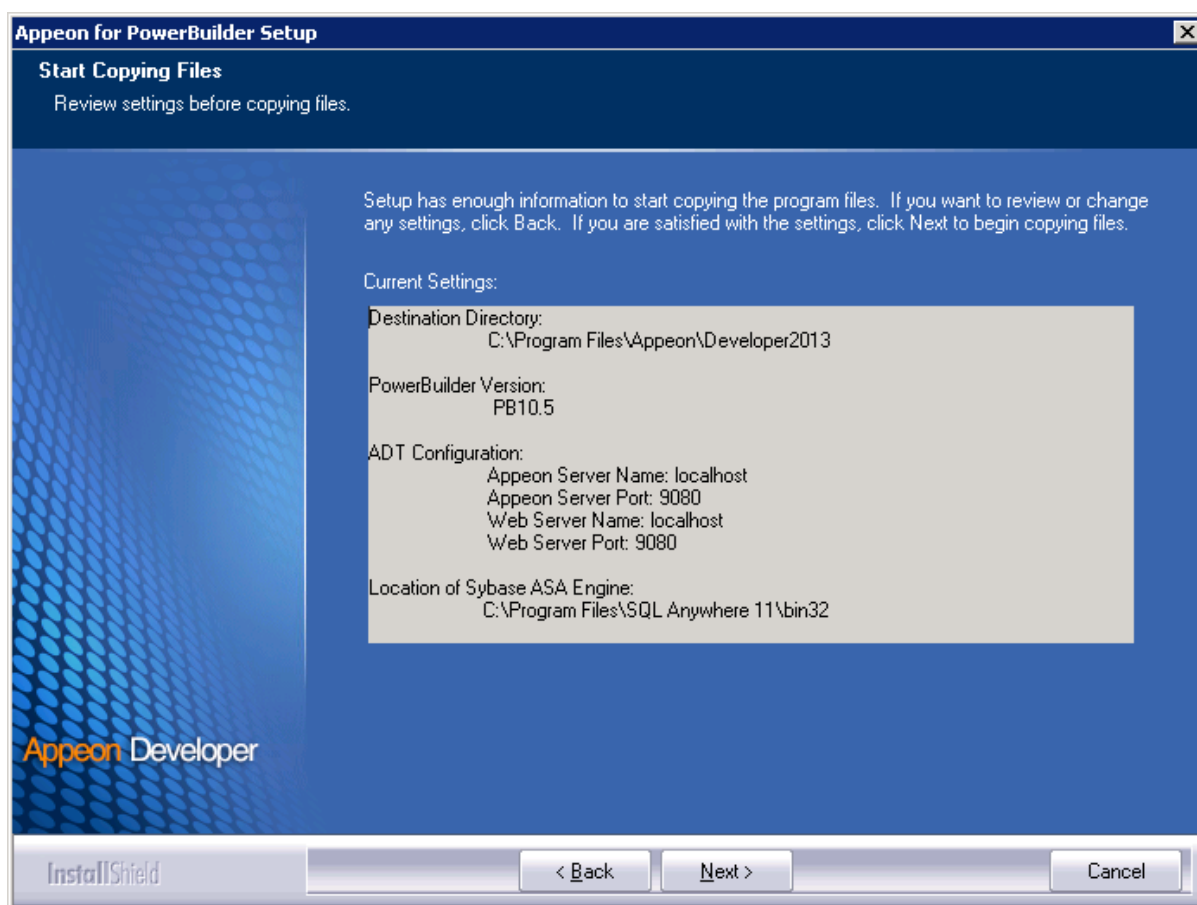 Appeon for PowerBuilder Setup
Start Copying Files
Review settings before copying files.
Setup has enough information to start copying the program files. If you want to review or change
any settings, click Back. If you are satisfied with the settings, click Next to begin copying files.
Current Settings:
Destination Directory:
C:\Program Files\Appeon\Developer2013
PowerBuilder Version:
PB10.5
ADT Configuration:
Appeon Server Name: localhost
Appeon Server Port: 9080
Web Server Name: localhost
Web Server Port: 9080
Location of Sybase ASA Engine:
C:\Program Files\SQL Anywhere 11\bin32
Appeon Developer
InstallShield
< Back
Next >
Cancel